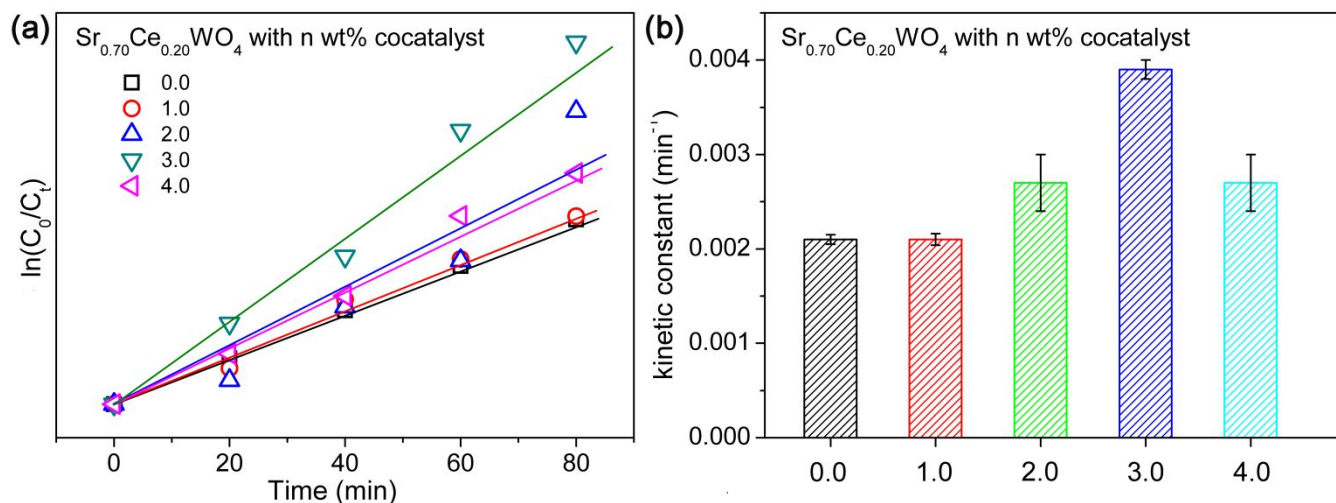 (a)
Sr0.70Ce0.20WO4 with n wt% cocatalyst
0.0
1.0
2.0
3.0
4.0
ln(C0/Ct)
0 20 40 60 80
Time (min)
(b)
Sr0.70Ce0.20WO4 with n wt% cocatalyst
kinetic constant (min⁻¹)
0.004
0.003
0.002
0.001
0.000
0.0 1.0 2.0 3.0 4.0